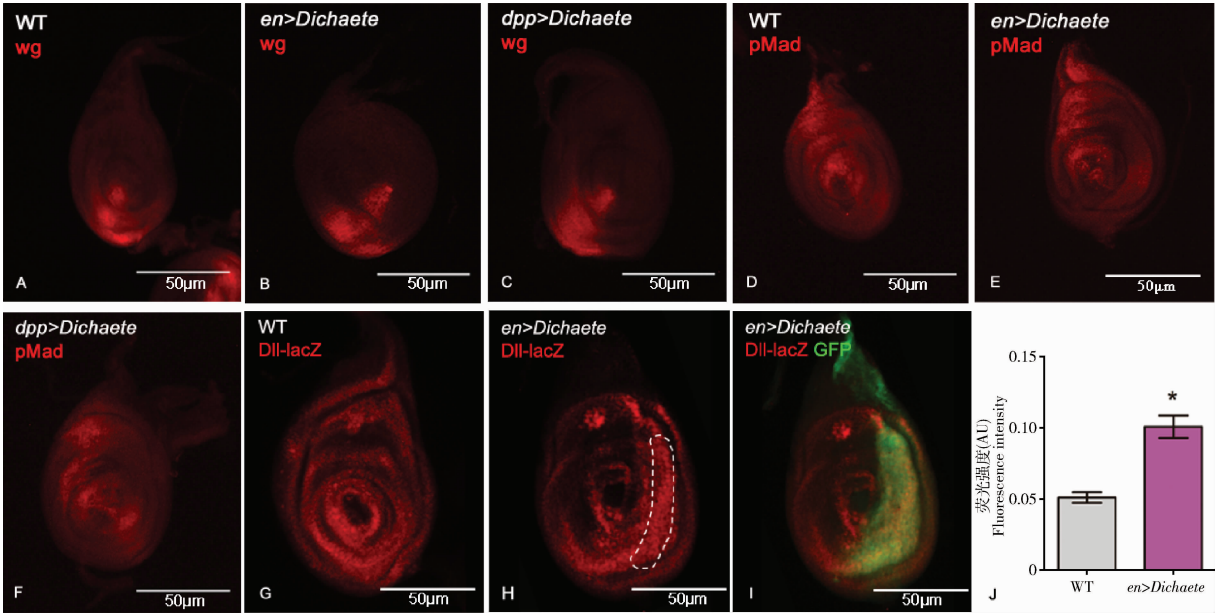 WT
wg
A
50μm
en>Dichaete
wg
B
50μm
dpp>Dichaete
wg
C
50μm
WT
pMad
D
50μm
en>Dichaete
pMad
E
50μm
dpp>Dichaete
pMad
F
50μm
WT
Dll-lacZ
G
50μm
en>Dichaete
Dll-lacZ
H
50μm
en>Dichaete
Dll-lacZ GFP
I
50μm
荧光强度(AU)
Fluorescence intensity
0.15
0.10
0.05
0
*
WT
en>Dichaete
J